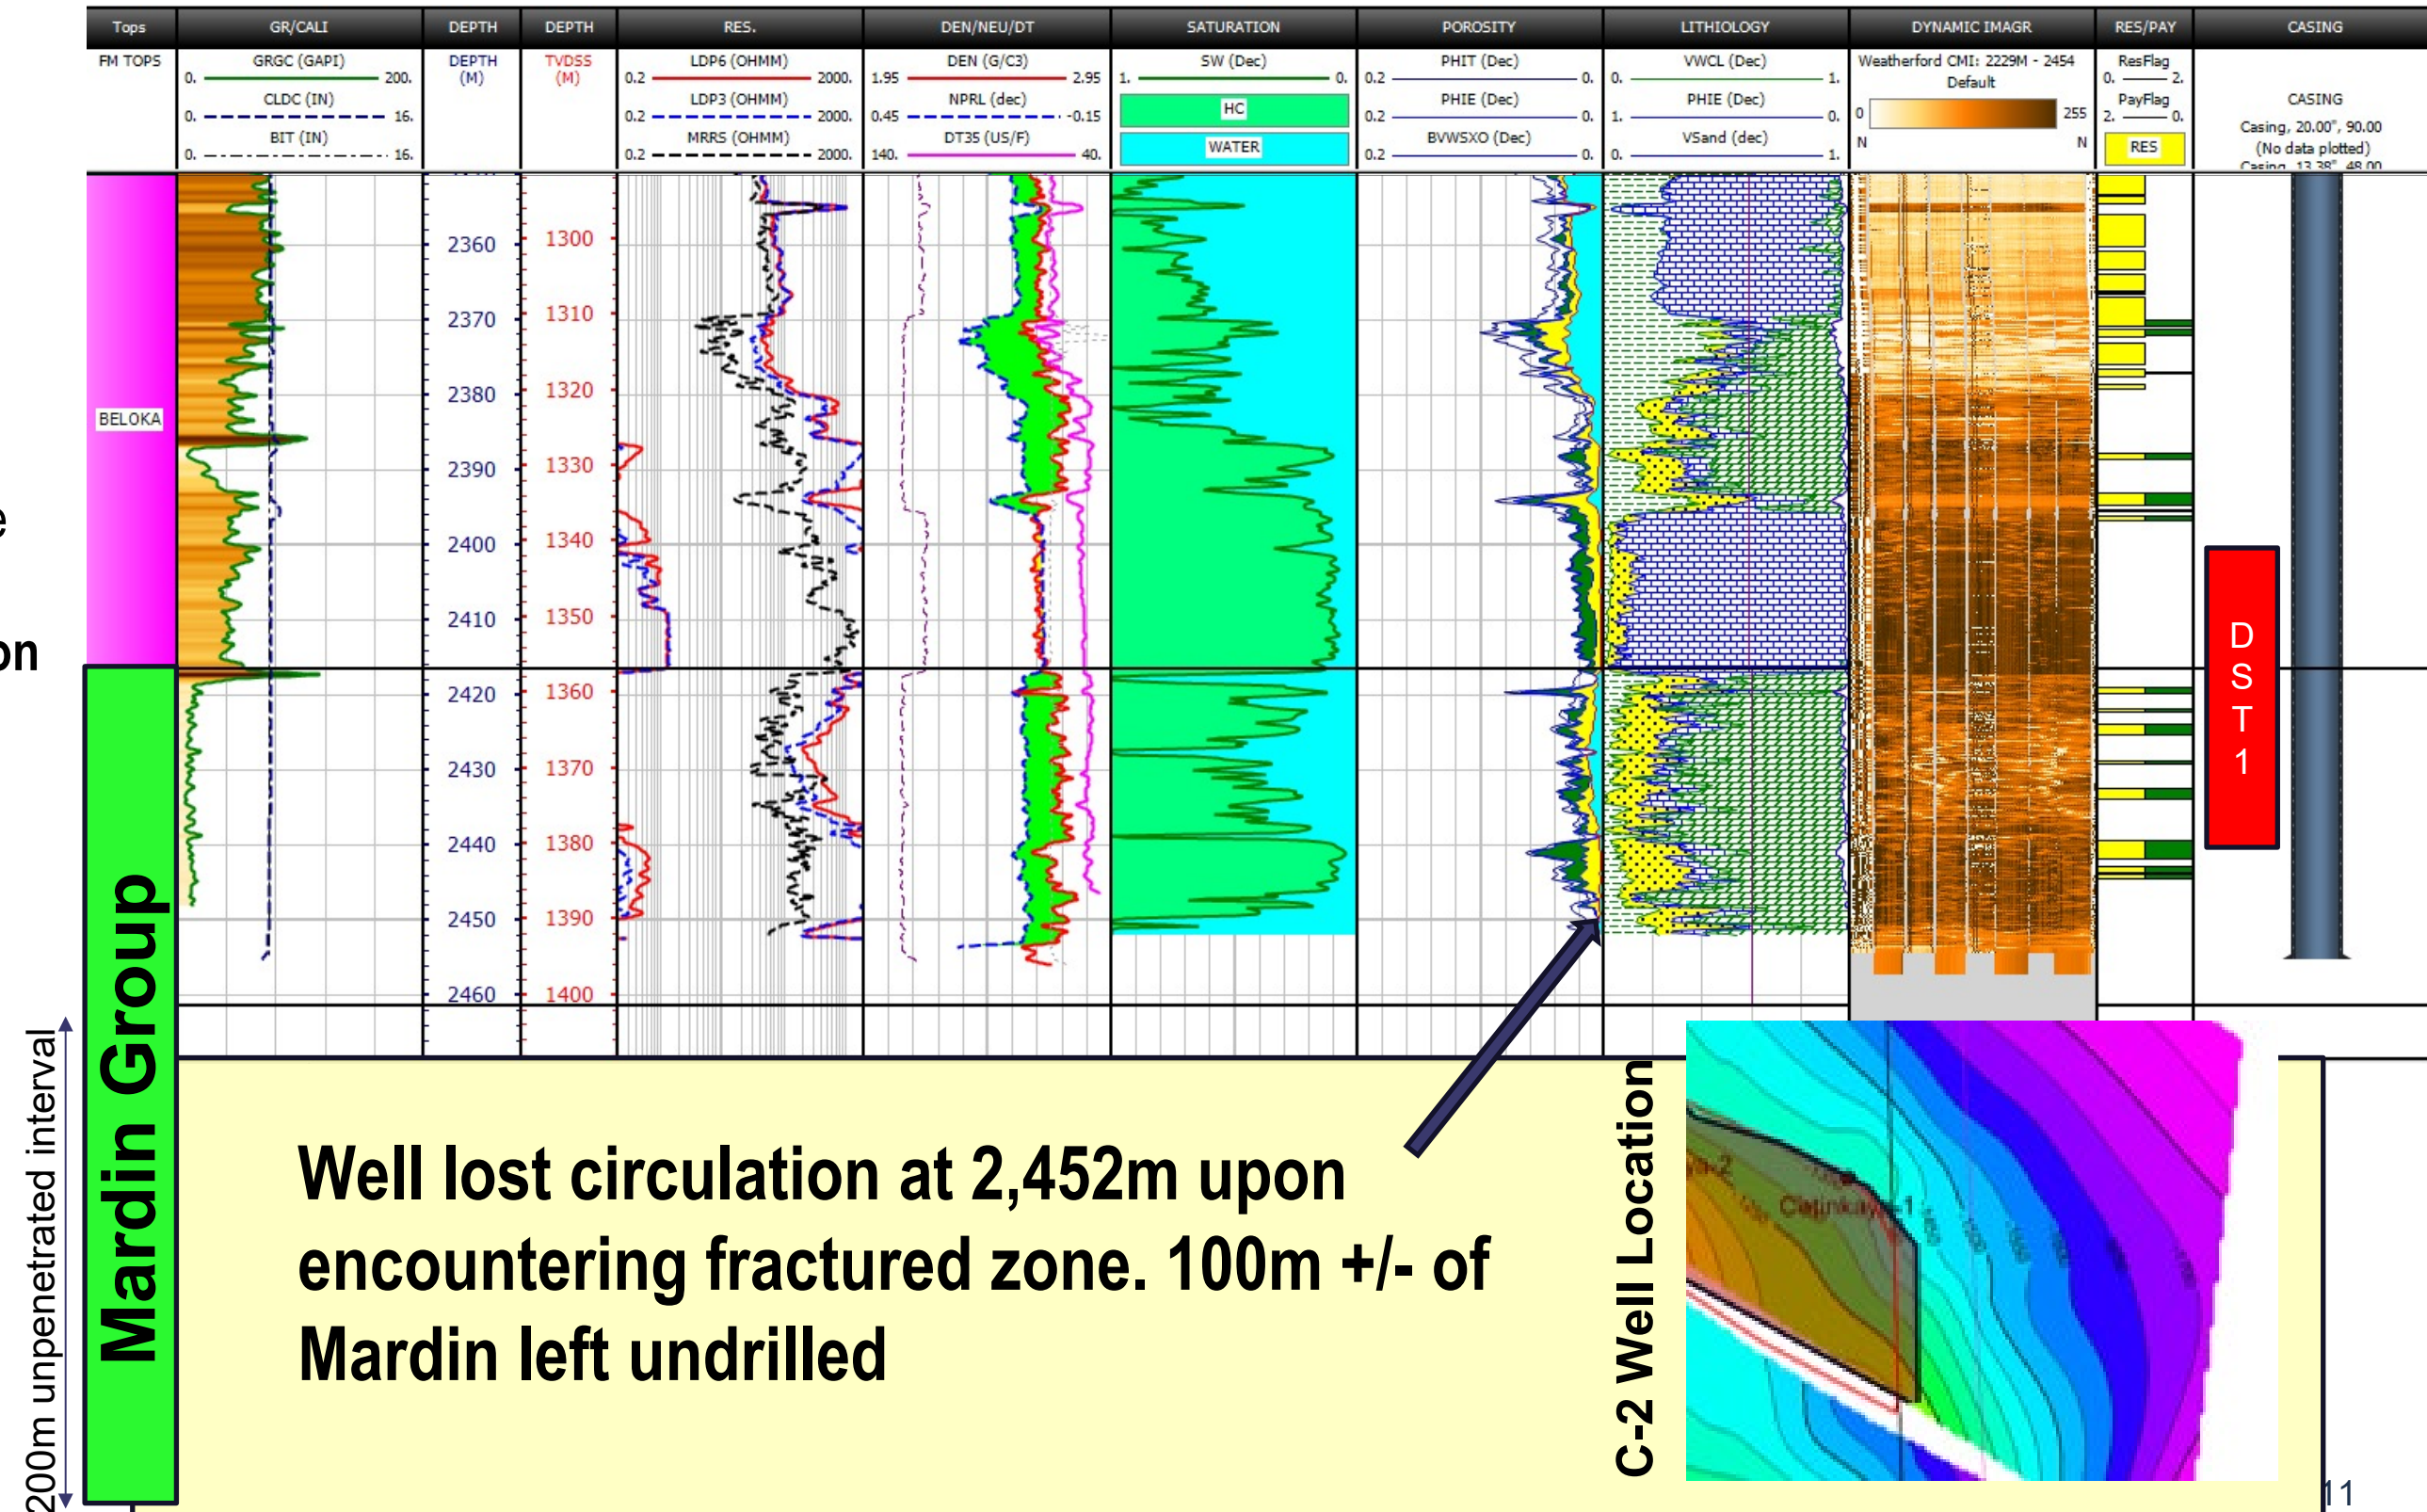 Tops GR/CALI DEPTH DEPTH RES. DEN/NEU/DT SATURATION POROSITY LITHIOLOGY DYNAMIC IMAGR RES/PAY CASING
FM TOPS
0. GRGC (GAPI) 200.
0. CLDC (IN) 16.
0. BIT (IN) 16.
DEPTH
(M)
TVDSS
(M)
0.2 LDP6 (OHMM) 2000.
0.2 LDP3 (OHMM) 2000.
0.2 MRRS (OHMM) 2000.
1.95 DEN (G/C3) 2.95
0.45 NPRL (dec) -0.15
140. DT35 (US/F) 40.
1. SW (Dec) 0.
HC
WATER
0.2 PHIT (Dec) 0.
0.2 PHIE (Dec) 0.
0.2 BVWSXO (Dec) 0.
0. VWCL (Dec) 1.
1. PHIE (Dec) 0.
0. VSand (dec) 1.
Weatherford CMI: 2229M - 2454
Default
0 255
N N
ResFlag
0. 2.
PayFlag
2. 0.
RES
CASING
Casing, 20.00", 90.00
(No data plotted)
Casing, 13.38", 48.00
BELOKA
2360 1300
2370 1310
2380 1320
2390 1330
2400 1340
2410 1350
2420 1360
2430 1370
2440 1380
2450 1390
2460 1400
e
on
D
S
T
1
Mardin Group
200m unpenetrated interval
Well lost circulation at 2,452m upon
encountering fractured zone. 100m +/- of
Mardin left undrilled
C-2 Well Location
11